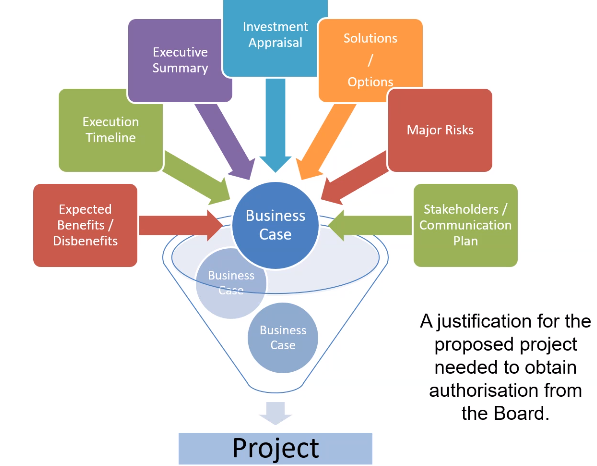 Investment
Appraisal
Executive
Summary
Solutions
/
Options
Execution
Timeline
Major Risks
Expected
Benefits /
Disbenefits
Business
Case
Stakeholders /
Communication
Plan
Business
Case
Business
Case
A justification for the
proposed project
needed to obtain
authorisation from
the Board.
Project